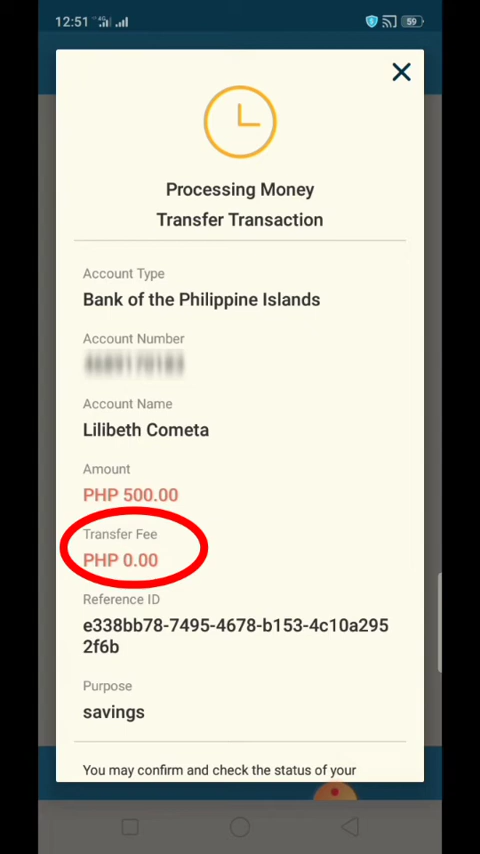 12:51
4G
59
Processing Money
Transfer Transaction
Account Type
Bank of the Philippine Islands
Account Number
Account Name
Lilibeth Cometa
Amount
PHP 500.00
Transfer Fee
PHP 0.00
Reference ID
e338bb78-7495-4678-b153-4c10a295
2f6b
Purpose
savings
You may confirm and check the status of your